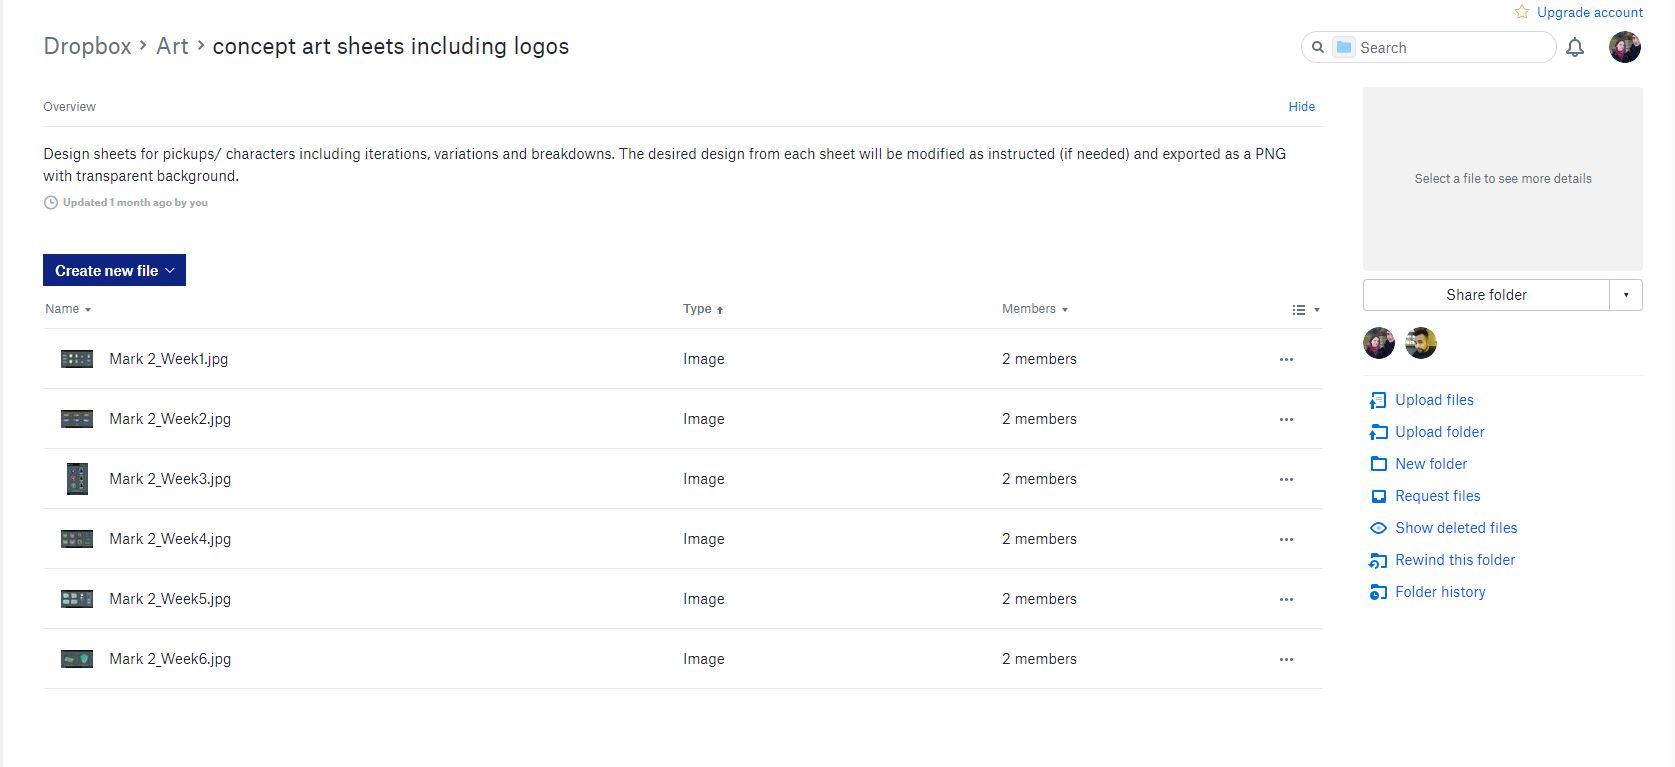 Upgrade account
Dropbox > Art > concept art sheets including logos
Search
Overview
Hide
Design sheets for pickups/ characters including iterations, variations and breakdowns. The desired design from each sheet will be modified as instructed (if needed) and exported as a PNG
with transparent background.
Updated 1 month ago by you
Select a file to see more details
Create new file
Share folder
Name Type Members
Mark 2_Week1.jpg Image 2 members
Mark 2_Week2.jpg Image 2 members
Mark 2_Week3.jpg Image 2 members
Mark 2_Week4.jpg Image 2 members
Mark 2_Week5.jpg Image 2 members
Mark 2_Week6.jpg Image 2 members
Upload files
Upload folder
New folder
Request files
Show deleted files
Rewind this folder
Folder history